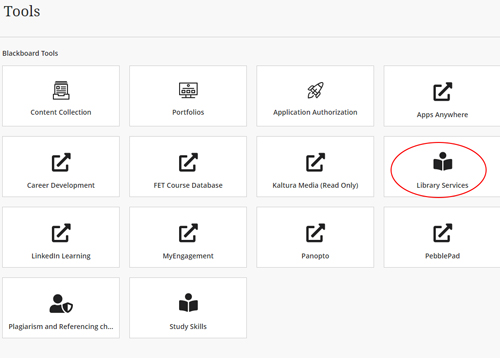 Tools
Blackboard Tools
Content Collection
Portfolios
Application Authorization
Apps Anywhere
Career Development
FET Course Database
Kaltura Media (Read Only)
Library Services
LinkedIn Learning
MyEngagement
Panopto
PebblePad
Plagiarism and Referencing ch...
Study Skills